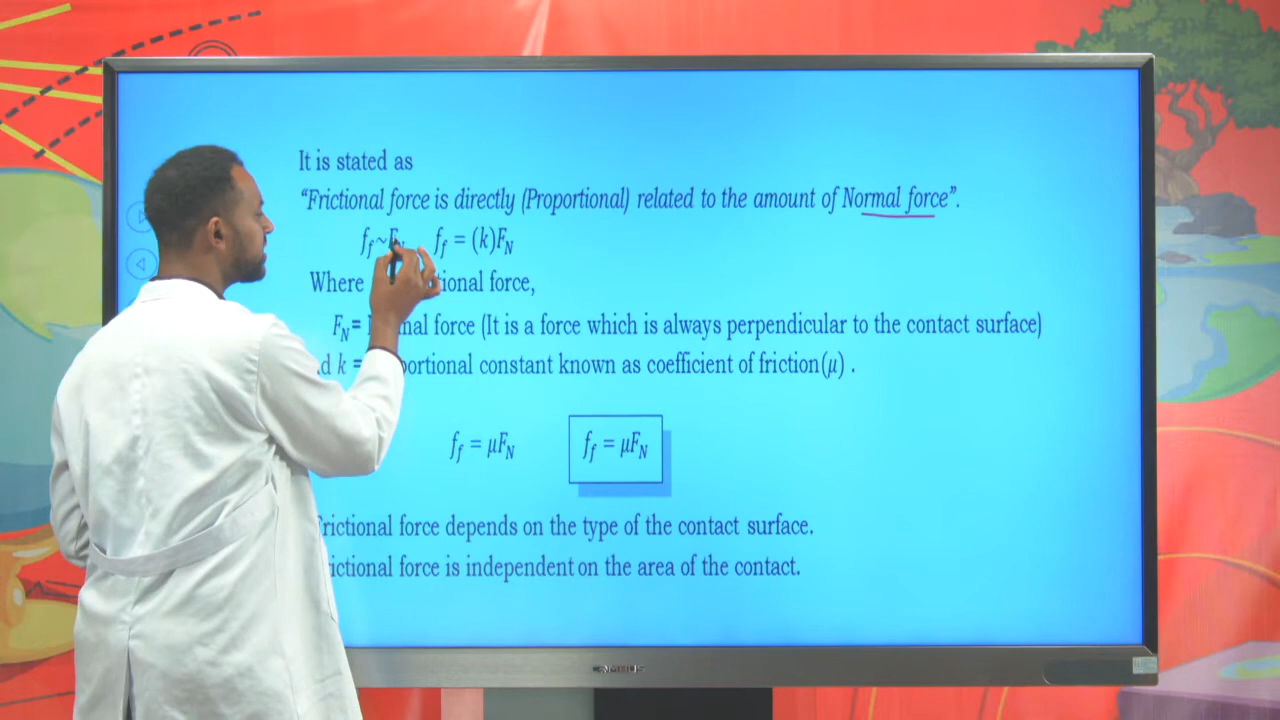 It is stated as
“Frictional force is directly (Proportional) related to the amount of Normal force”.
f_f ~ F_N f_f = (k)F_N
Where tional force,
F_N = mal force (It is a force which is always perpendicular to the contact surface)
d k = portional constant known as coefficient of friction(μ) .
f_f = μF_N f_f = μF_N
Frictional force depends on the type of the contact surface.
ictional force is independent on the area of the contact.